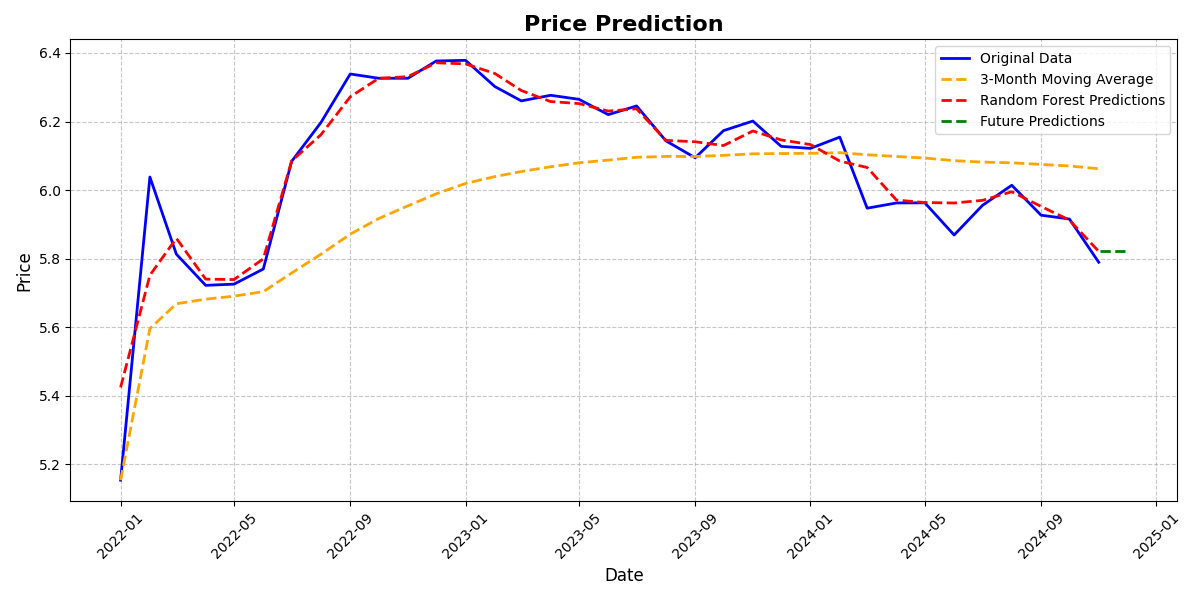 Price Prediction
Original Data
3-Month Moving Average
Random Forest Predictions
Future Predictions
Price
6.4
6.2
6.0
5.8
5.6
5.4
5.2
2022-01
2022-05
2022-09
2023-01
2023-05
2023-09
2024-01
2024-05
2024-09
2025-01
Date